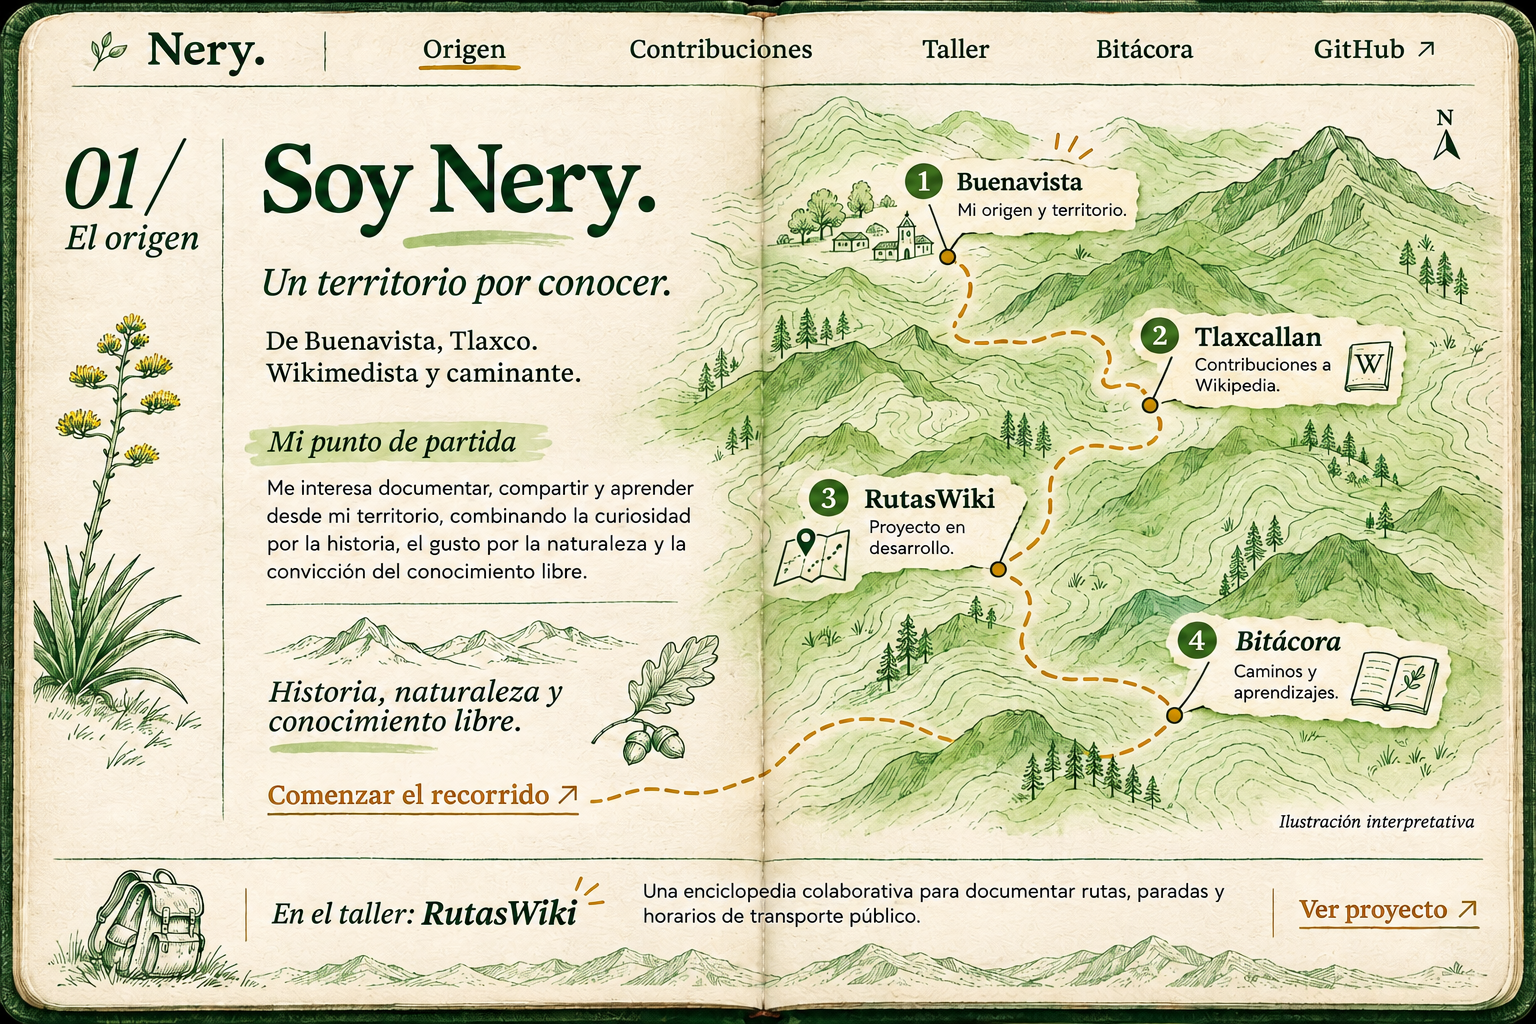 Nery.
Origen
Contribuciones
Taller
Bitácora
GitHub ↗
01/
El origen
Soy Nery.
Un territorio por conocer.
De Buenavista, Tlaxco.
Wikimedista y caminante.
Mi punto de partida
Me interesa documentar, compartir y aprender
desde mi territorio, combinando la curiosidad
por la historia, el gusto por la naturaleza y la
convicción del conocimiento libre.
Historia, naturaleza y
conocimiento libre.
Comenzar el recorrido ↗
N
1 Buenavista
Mi origen y territorio.
2 Tlaxcallan
Contribuciones a
Wikipedia.
W
3 RutasWiki
Proyecto en
desarrollo.
4 Bitácora
Caminos y
aprendizajes.
Ilustración interpretativa
En el taller: RutasWiki
Una enciclopedia colaborativa para documentar rutas, paradas y
horarios de transporte público.
Ver proyecto ↗